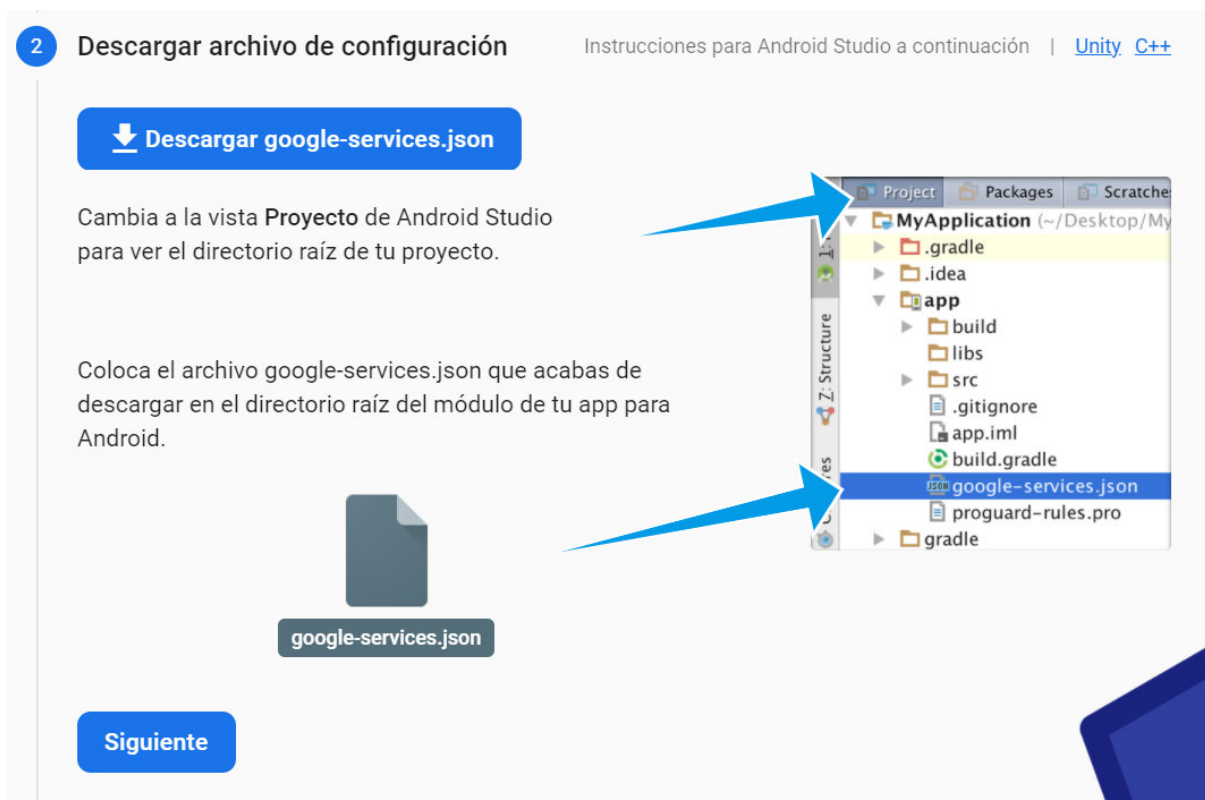 2
Descargar archivo de configuración
Instrucciones para Android Studio a continuación | Unity C++
Descargar google-services.json
Cambia a la vista Proyecto de Android Studio
para ver el directorio raíz de tu proyecto.
Coloca el archivo google-services.json que acabas de
descargar en el directorio raíz del módulo de tu app para
Android.
google-services.json
Siguiente
Project Packages Scratche
MyApplication (~/Desktop/My
.gradle
.idea
app
build
libs
src
.gitignore
app.iml
build.gradle
JSON google-services.json
proguard-rules.pro
gradle
Z: Structure